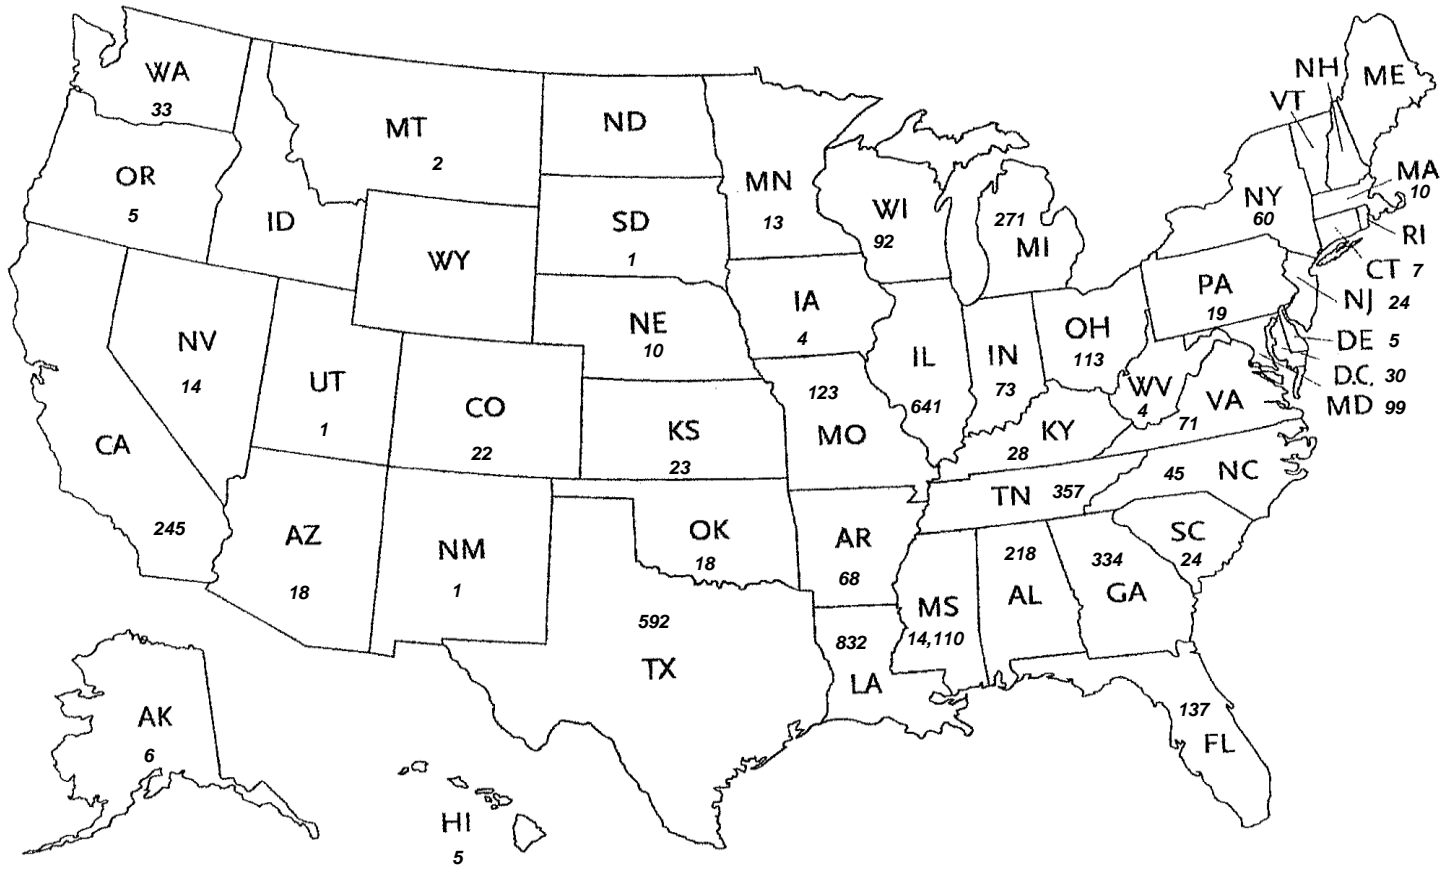 WA
33
MT
2
ND
MN
13
OR
5
ID
WY
SD
1
WI
92
271
MI
NH
VT
ME
MA
10
NY
60
RI
CT 7
NJ 24
PA
19
DE 5
D.C. 30
MD 99
NV
14
UT
1
CO
22
NE
10
IA
4
IL
641
IN
73
OH
113
WV
4
VA
71
CA
245
KS
23
123
MO
KY
28
TN 357
45 NC
AZ
18
NM
1
OK
18
AR
68
MS
14,110
218
AL
334
GA
SC
24
592
TX
832
LA
137
FL
AK
6
HI
5